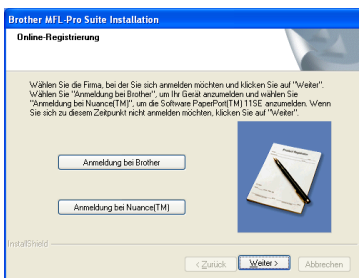 Brother MFL-Pro Suite Installation
Online-Registrierung
Wählen Sie die Firma, bei der Sie sich anmelden möchten und klicken Sie auf "Weiter".
Wählen Sie "Anmeldung bei Brother", um Ihr Gerät anzumelden und wählen Sie
"Anmeldung bei Nuance(TM)", um die Software PaperPort(TM) 11SE anzumelden. Wenn
Sie sich zu diesem Zeitpunkt nicht anmelden möchten, klicken Sie auf "Weiter".
Product Registration
Anmeldung bei Brother
Anmeldung bei Nuance(TM)
InstallShield
< Zurück
Weiter >
Abbrechen